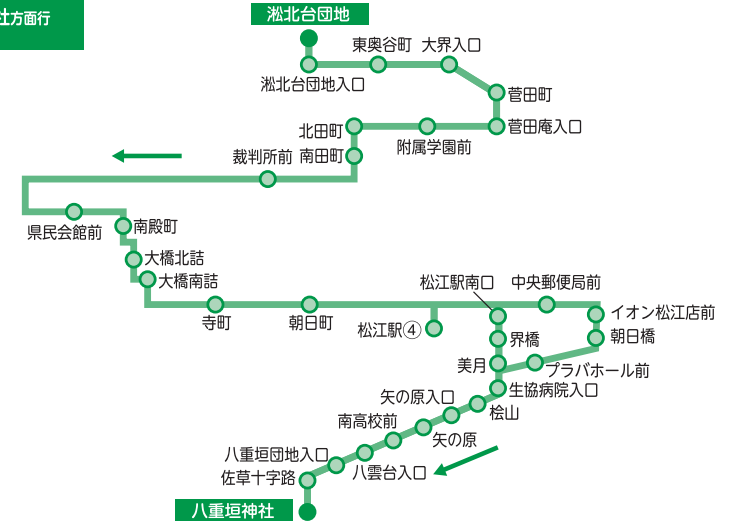 社方面行
淞北台団地
東奥谷町
大界入口
淞北台団地入口
菅田町
北田町
菅田庵入口
附属学園前
裁判所前
南田町
県民会館前
南殿町
大橋北詰
大橋南詰
松江駅南口
中央郵便局前
イオン松江店前
寺町
朝日町
松江駅④
界橋
朝日橋
美月
プラバホール前
生協病院入口
矢の原入口
桧山
南高校前
矢の原
八重垣団地入口
八雲台入口
佐草十字路
八重垣神社